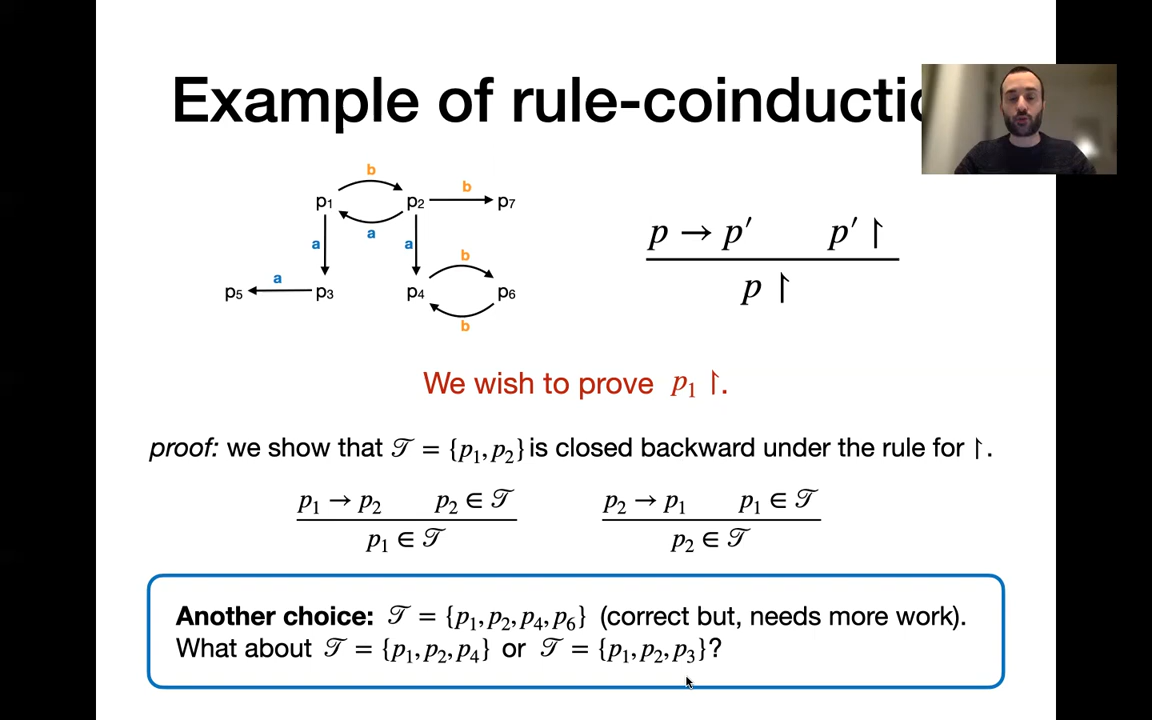 Example of rule-coinductio
b
p₁ p₂ b p₇
a a a b
p₅ a p₃ p₄ p₆
b
p → p′ p′ ↾
p ↾
We wish to prove p₁ ↾.
proof: we show that 𝒯 = {p₁, p₂} is closed backward under the rule for ↾.
p₁ → p₂ p₂ ∈ 𝒯
p₁ ∈ 𝒯
p₂ → p₁ p₁ ∈ 𝒯
p₂ ∈ 𝒯
Another choice: 𝒯 = {p₁, p₂, p₄, p₆} (correct but, needs more work).
What about 𝒯 = {p₁, p₂, p₄} or 𝒯 = {p₁, p₂, p₃}?